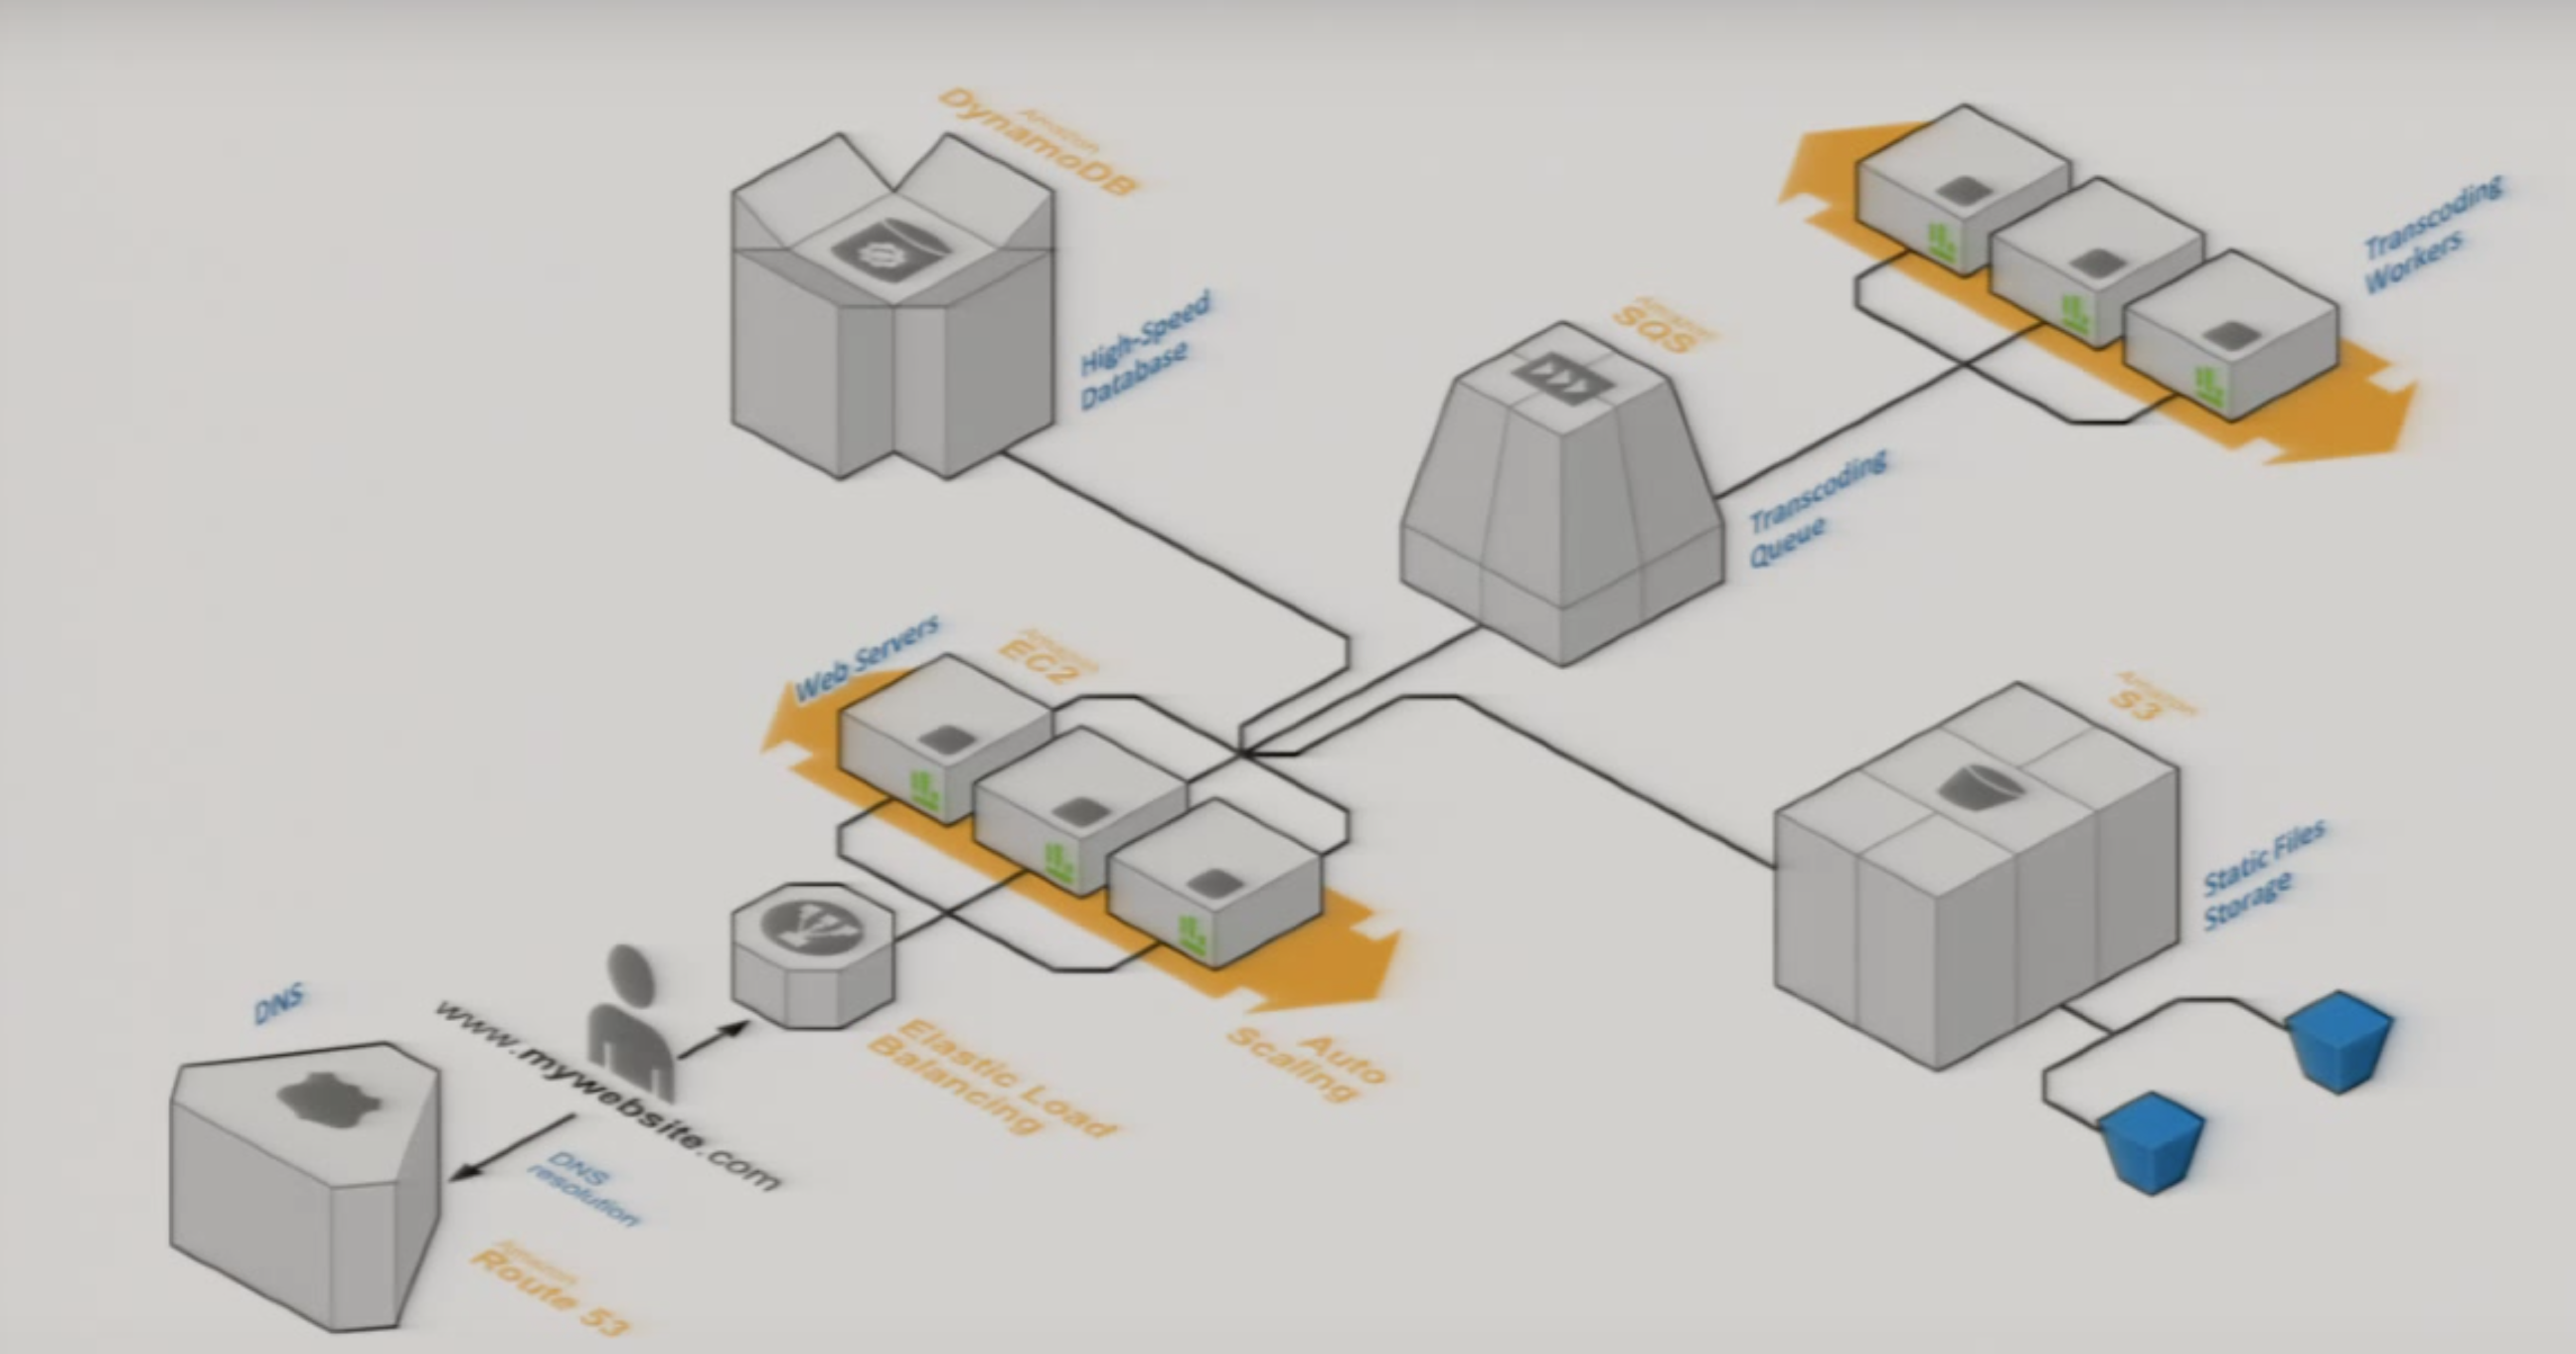 Amazon
DynamoDB
High-Speed
Database
Amazon
SQS
Transcoding
Queue
Transcoding
Workers
Web Servers
Amazon
EC2
Amazon
S3
Static Files
Storage
Elastic Load
Balancing
Auto
Scaling
DNS
www.mywebsite.com
DNS
resolution
Amazon
Route 53